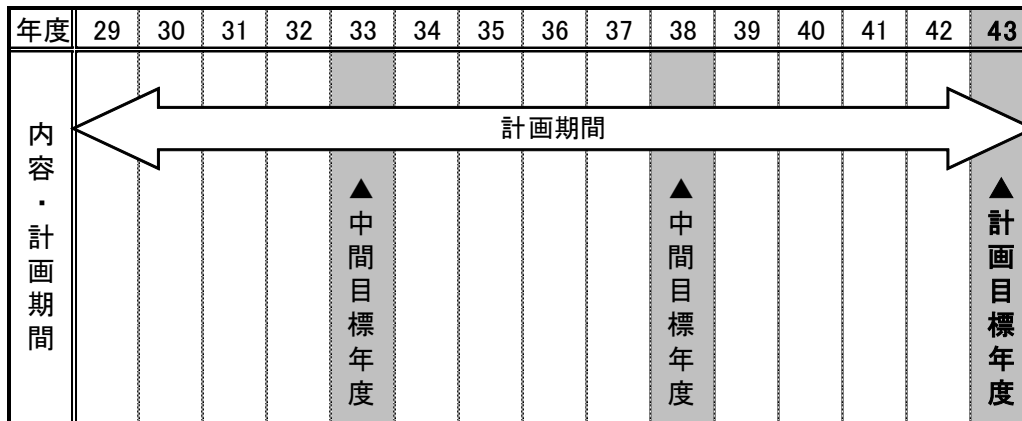 年度 29 30 31 32 33 34 35 36 37 38 39 40 41 42 43
内容・計画期間
計画期間
▲中間目標年度
▲中間目標年度
▲計画目標年度